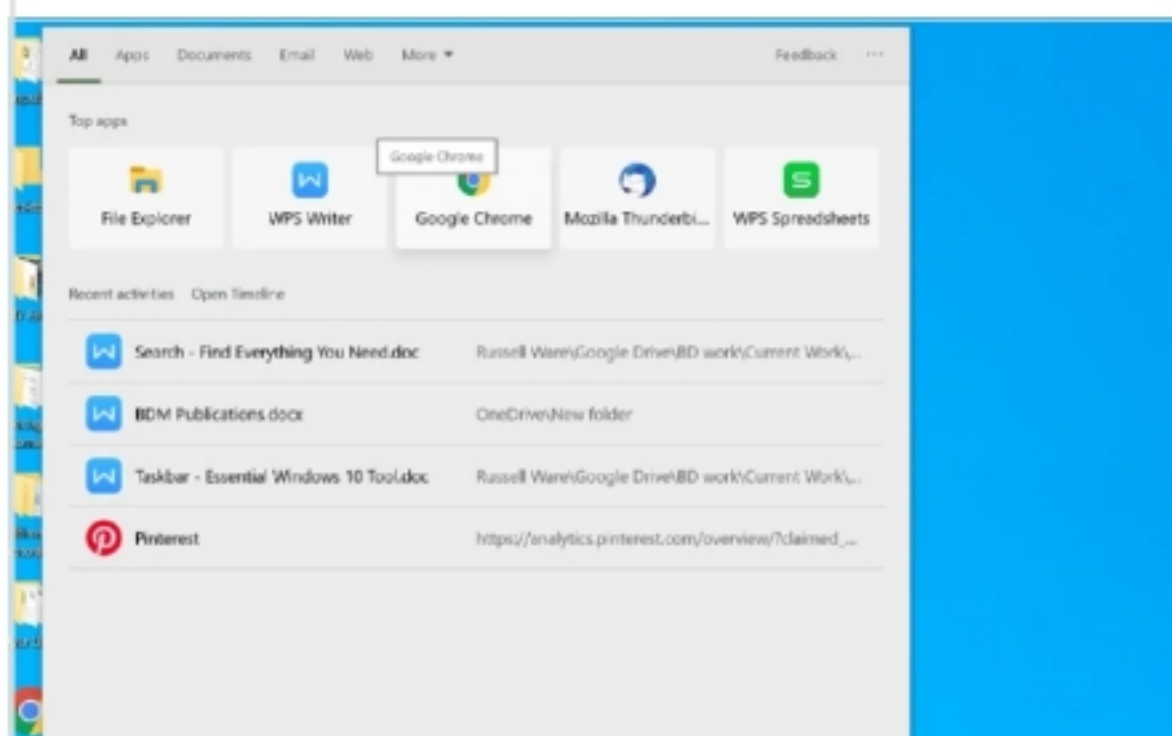 All Apps Documents Email Web More Feedback ...
Top apps
Google Chrome
File Explorer WPS Writer Google Chrome Mozilla Thunderbi... WPS Spreadsheets
Recent activities Open Timeline
Search - Find Everything You Need.doc Russell Ware\Google Drive\BD work\Current Work\...
BDM Publications.docx OneDrive\New folder
Taskbar - Essential Windows 10 Tool.doc Russell Ware\Google Drive\BD work\Current Work\...
Pinterest https://analytics.pinterest.com/overview/?claimed_...